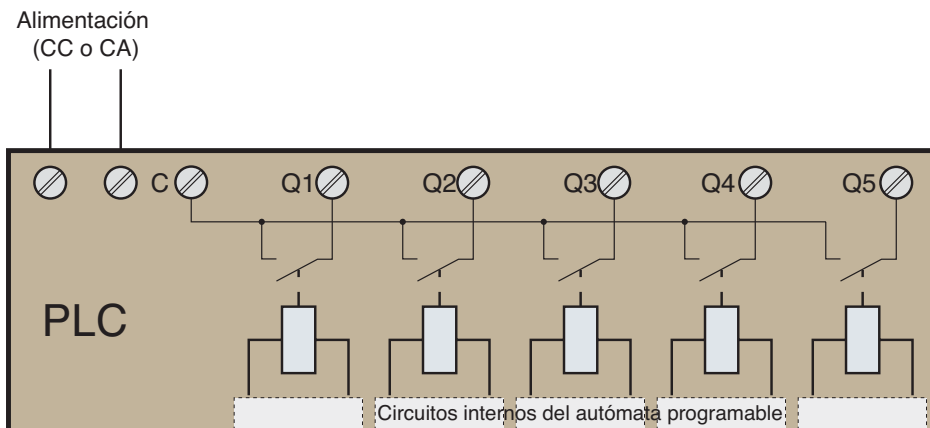 Alimentación
(CC o CA)
C Q1 Q2 Q3 Q4 Q5
PLC
Circuitos internos del autómata programable